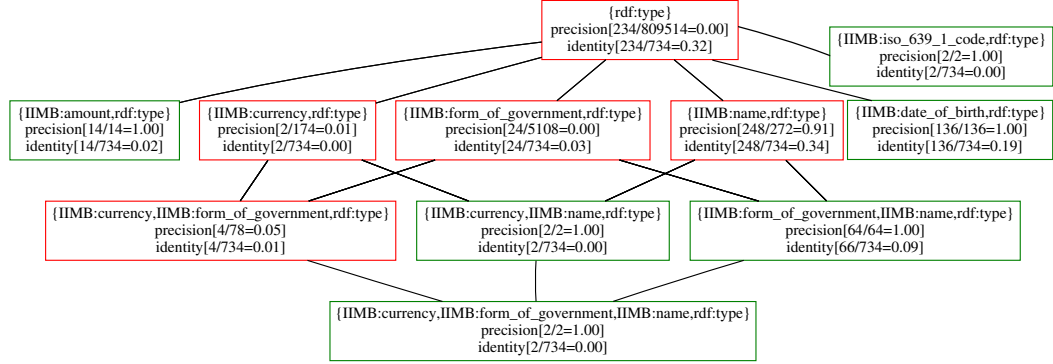 {rdf:type}
precision[234/809514=0.00]
identity[234/734=0.32]
{IIMB:iso_639_1_code,rdf:type}
precision[2/2=1.00]
identity[2/734=0.00]
{IIMB:amount,rdf:type}
precision[14/14=1.00]
identity[14/734=0.02]
{IIMB:currency,rdf:type}
precision[2/174=0.01]
identity[2/734=0.00]
{IIMB:form_of_government,rdf:type}
precision[24/5108=0.00]
identity[24/734=0.03]
{IIMB:name,rdf:type}
precision[248/272=0.91]
identity[248/734=0.34]
{IIMB:date_of_birth,rdf:type}
precision[136/136=1.00]
identity[136/734=0.19]
{IIMB:currency,IIMB:form_of_government,rdf:type}
precision[4/78=0.05]
identity[4/734=0.01]
{IIMB:currency,IIMB:name,rdf:type}
precision[2/2=1.00]
identity[2/734=0.00]
{IIMB:form_of_government,IIMB:name,rdf:type}
precision[64/64=1.00]
identity[66/734=0.09]
{IIMB:currency,IIMB:form_of_government,IIMB:name,rdf:type}
precision[2/2=1.00]
identity[2/734=0.00]